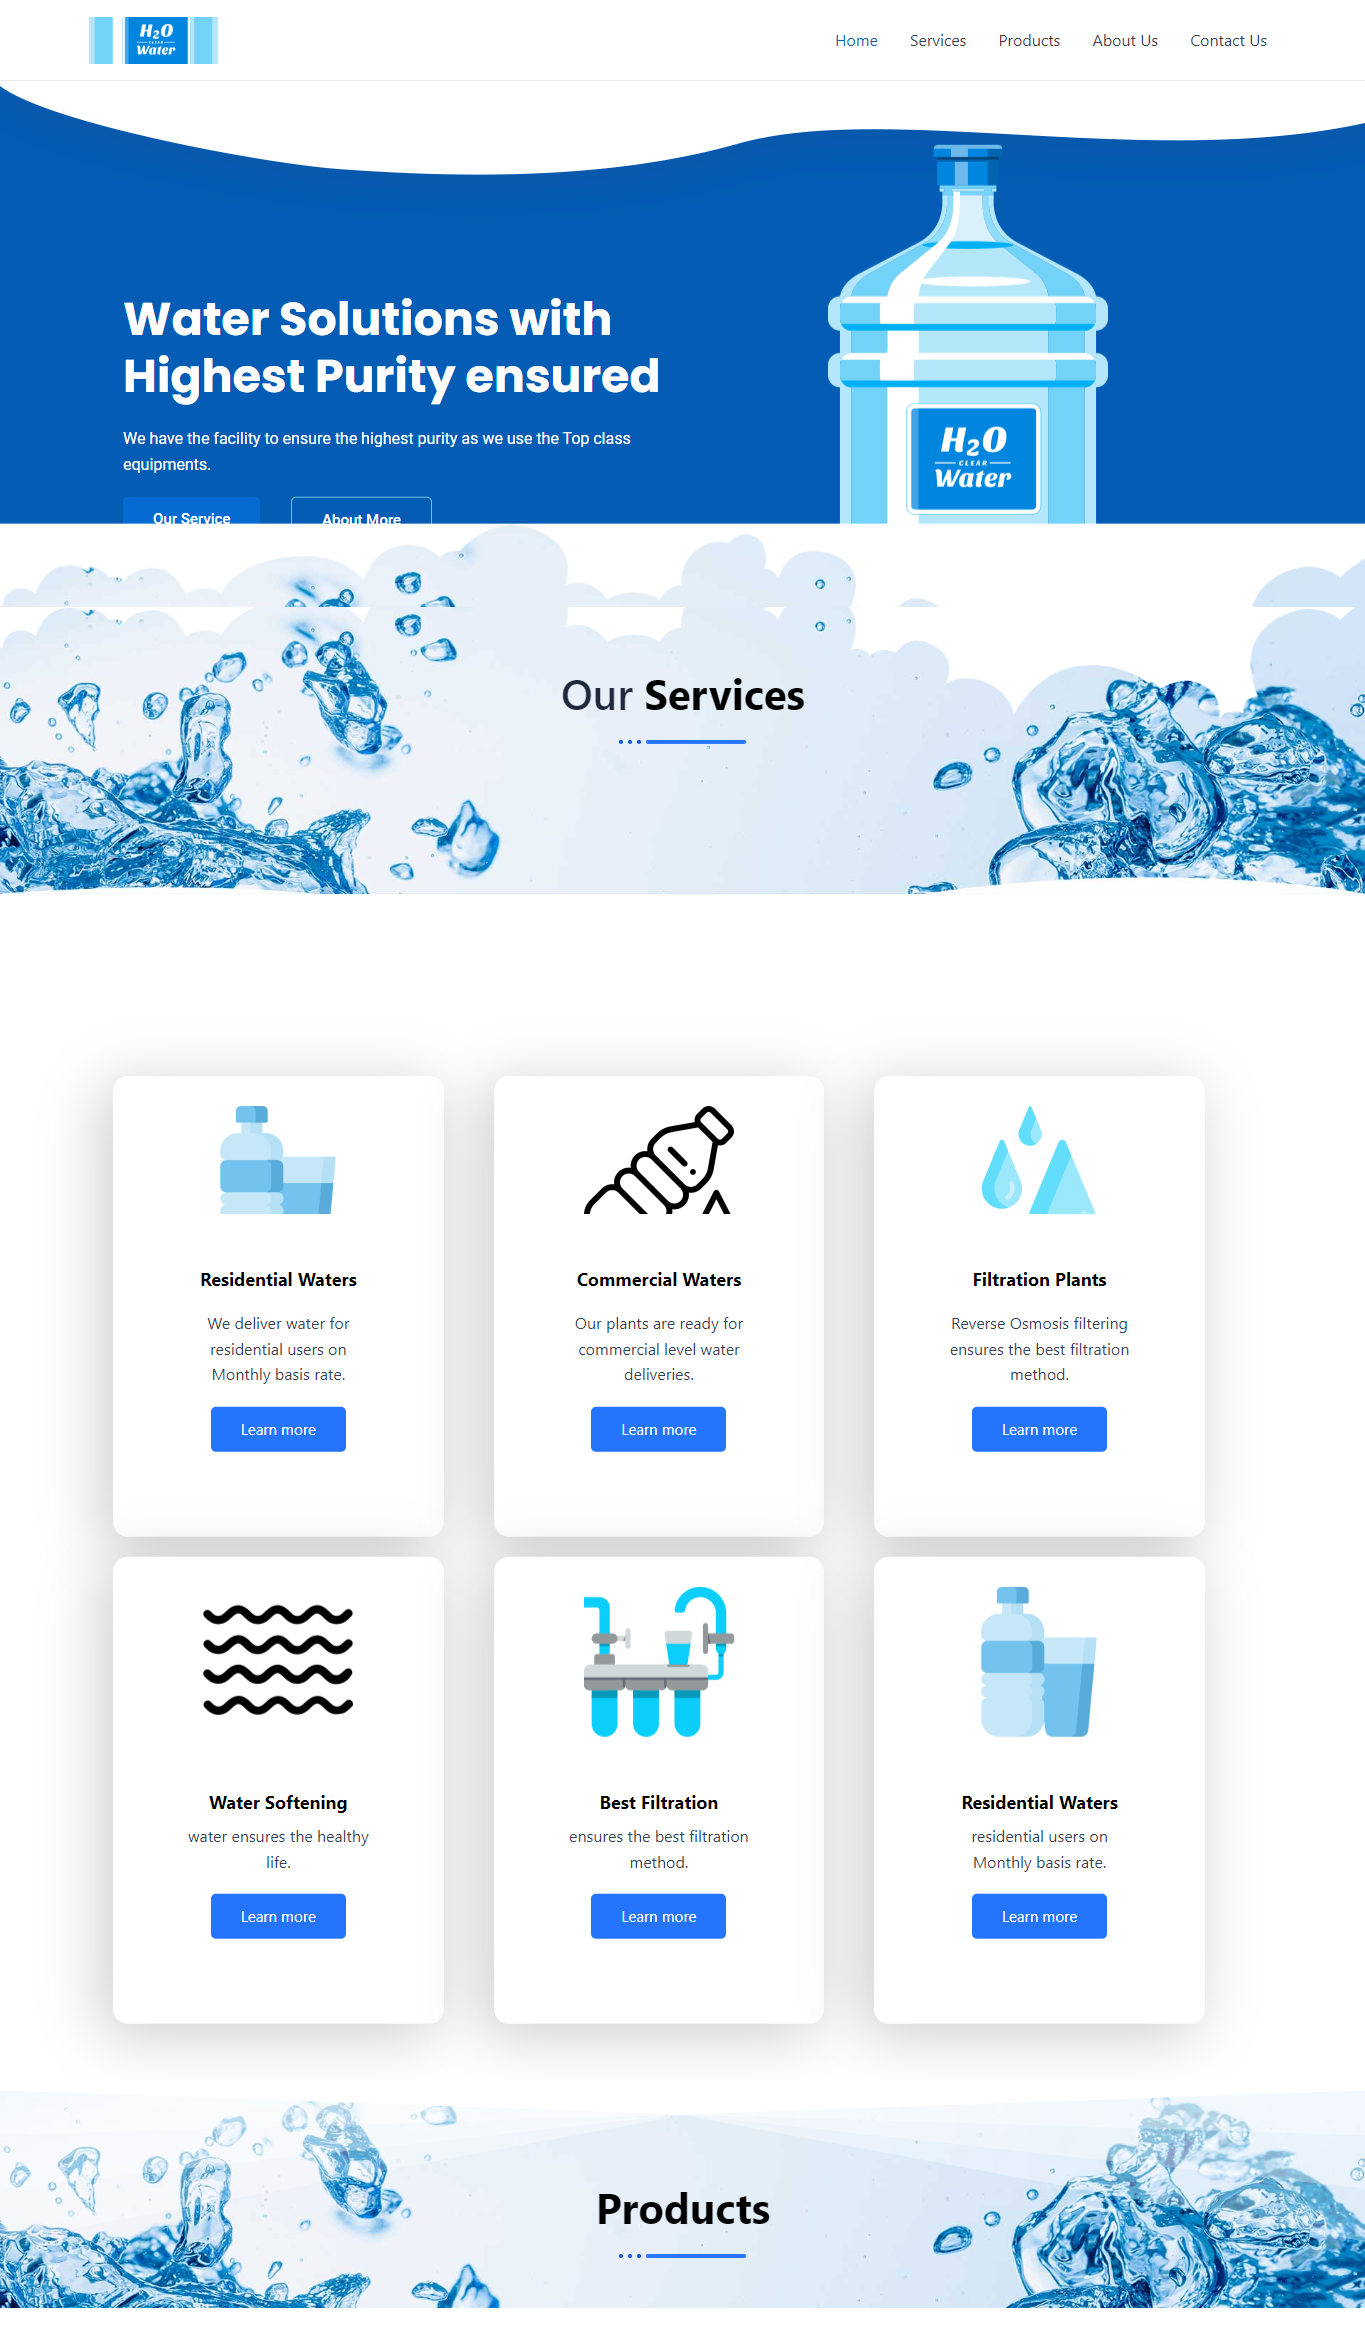 H₂O
CLEAR
Water
Home Services Products About Us Contact Us
Water Solutions with
Highest Purity ensured
We have the facility to ensure the highest purity as we use the Top class
equipments.
Our Service About More
H₂O
CLEAR
Water
Our Services
Residential Waters
We deliver water for
residential users on
Monthly basis rate.
Learn more
Commercial Waters
Our plants are ready for
commercial level water
deliveries.
Learn more
Filtration Plants
Reverse Osmosis filtering
ensures the best filtration
method.
Learn more
Water Softening
water ensures the healthy
life.
Learn more
Best Filtration
ensures the best filtration
method.
Learn more
Residential Waters
residential users on
Monthly basis rate.
Learn more
Products